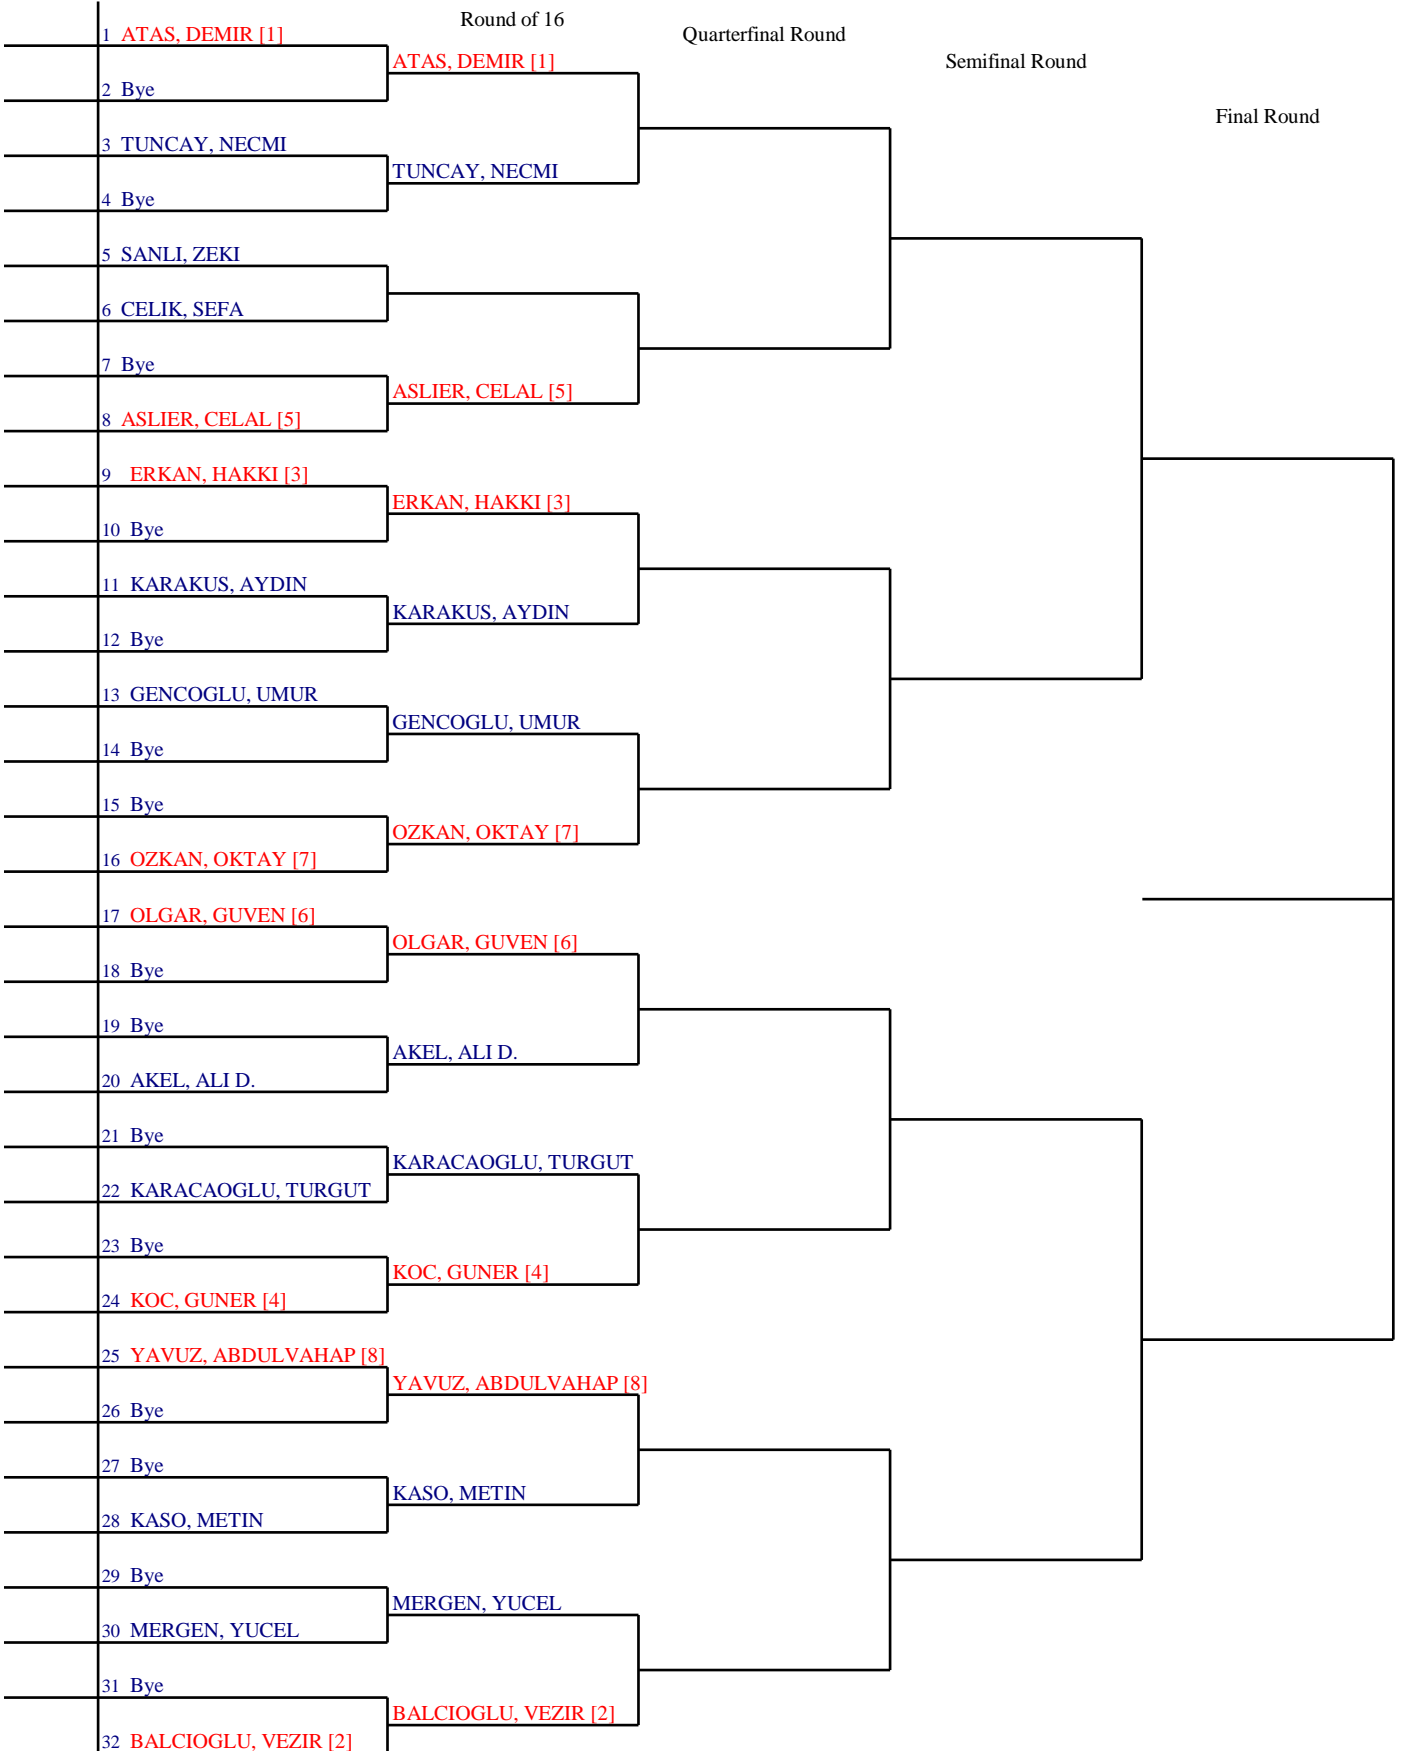 Round of 16
Quarterfinal Round
Semifinal Round
Final Round
1 ATAS, DEMIR [1]
ATAS, DEMIR [1]
2 Bye
3 TUNCAY, NECMI
TUNCAY, NECMI
4 Bye
5 SANLI, ZEKI
6 CELIK, SEFA
7 Bye
ASLIER, CELAL [5]
8 ASLIER, CELAL [5]
9 ERKAN, HAKKI [3]
ERKAN, HAKKI [3]
10 Bye
11 KARAKUS, AYDIN
KARAKUS, AYDIN
12 Bye
13 GENCOGLU, UMUR
GENCOGLU, UMUR
14 Bye
15 Bye
OZKAN, OKTAY [7]
16 OZKAN, OKTAY [7]
17 OLGAR, GUVEN [6]
OLGAR, GUVEN [6]
18 Bye
19 Bye
AKEL, ALI D.
20 AKEL, ALI D.
21 Bye
KARACAOGLU, TURGUT
22 KARACAOGLU, TURGUT
23 Bye
KOC, GUNER [4]
24 KOC, GUNER [4]
25 YAVUZ, ABDULVAHAP [8]
YAVUZ, ABDULVAHAP [8]
26 Bye
27 Bye
KASO, METIN
28 KASO, METIN
29 Bye
MERGEN, YUCEL
30 MERGEN, YUCEL
31 Bye
BALCIOGLU, VEZIR [2]
32 BALCIOGLU, VEZIR [2]